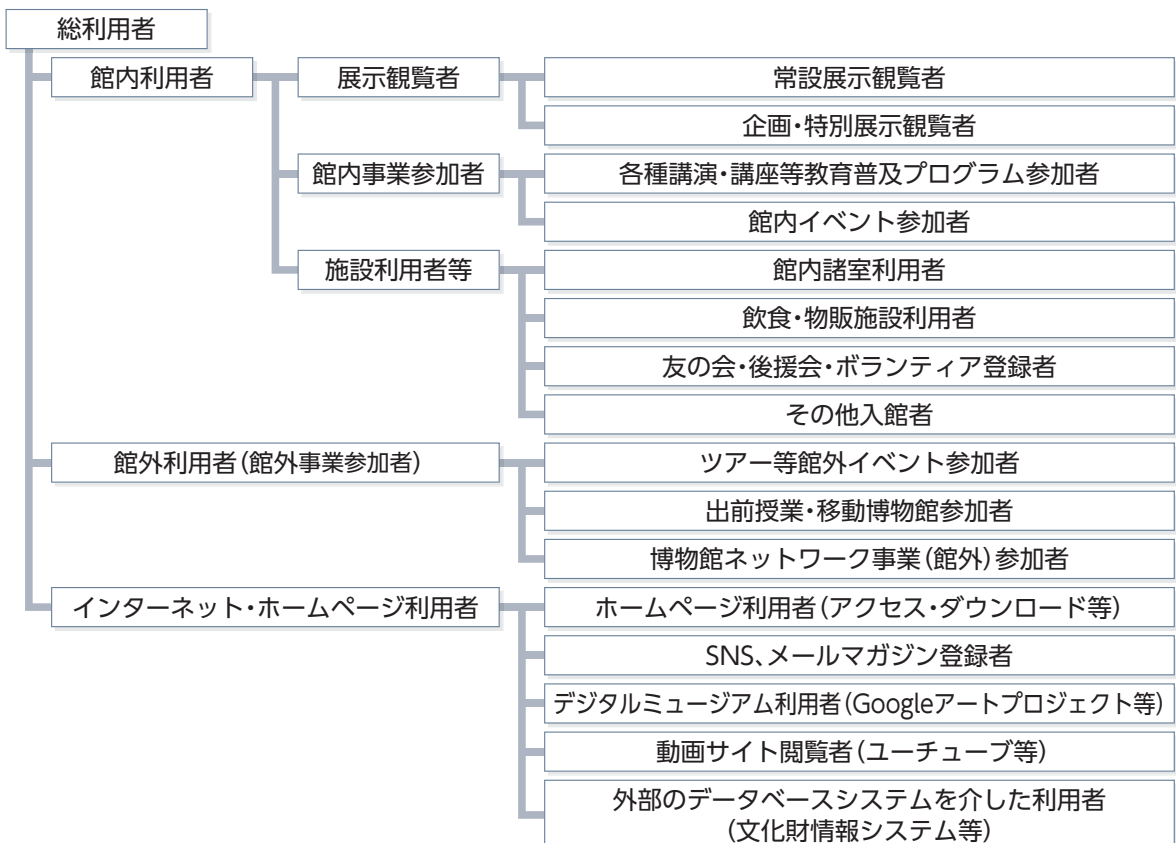 総利用者
館内利用者
展示観覧者
常設展示観覧者
企画・特別展示観覧者
館内事業参加者
各種講演・講座等教育普及プログラム参加者
館内イベント参加者
施設利用者等
館内諸室利用者
飲食・物販施設利用者
友の会・後援会・ボランティア登録者
その他入館者
館外利用者(館外事業参加者)
ツアー等館外イベント参加者
出前授業・移動博物館参加者
博物館ネットワーク事業(館外)参加者
インターネット・ホームページ利用者
ホームページ利用者(アクセス・ダウンロード等)
SNS、メールマガジン登録者
デジタルミュージアム利用者(Googleアートプロジェクト等)
動画サイト閲覧者(ユーチューブ等)
外部のデータベースシステムを介した利用者
(文化財情報システム等)